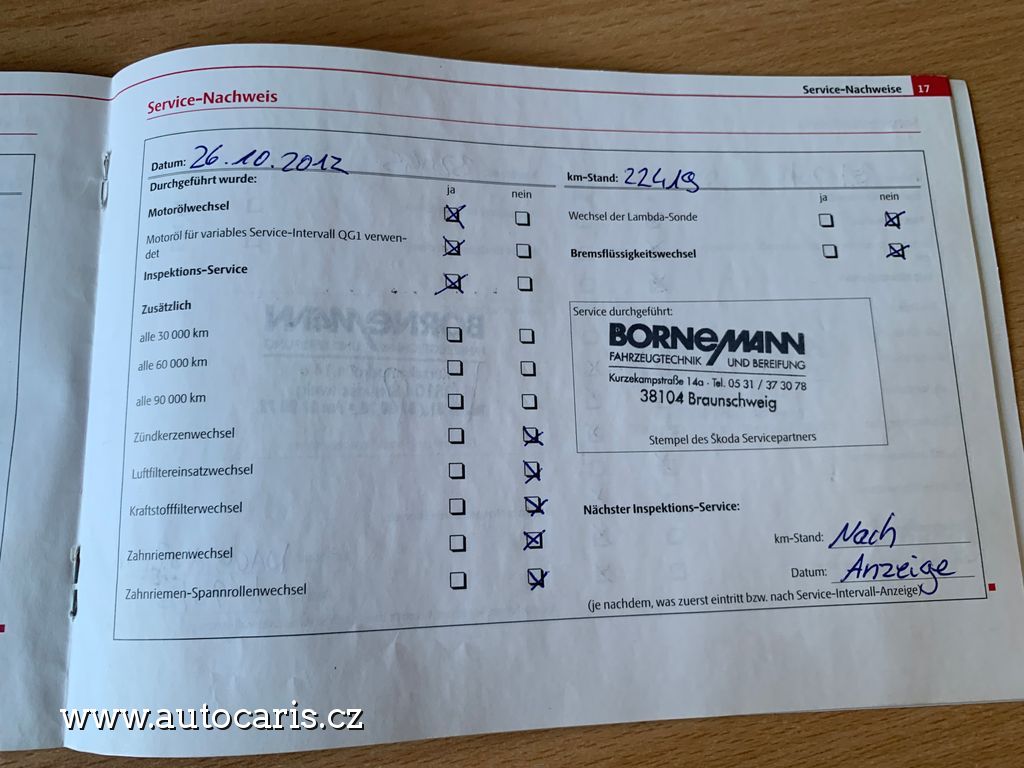 Service-Nachweise 17
Service-Nachweis
Datum: 26.10.2012
Durchgeführt wurde:
ja nein
Motorölwechsel
Motoröl für variables Service-Intervall QG1 verwen-
det
Inspektions-Service
Zusätzlich
alle 30 000 km
alle 60 000 km
alle 90 000 km
Zündkerzenwechsel
Luftfiltereinsatzwechsel
Kraftstofffilterwechsel
Zahnriemenwechsel
Zahnriemen-Spannrollenwechsel
km-Stand: 22419
ja nein
Wechsel der Lambda-Sonde
Bremsflüssigkeitswechsel
Service durchgeführt:
BORNEMANN
FAHRZEUGTECHNIK UND BEREIFUNG
Kurzekampstraße 14a · Tel. 05 31 / 37 30 78
38104 Braunschweig
Stempel des Škoda Servicepartners
Nächster Inspektions-Service:
km-Stand: Nach
Datum: Anzeige
(je nachdem, was zuerst eintritt bzw. nach Service-Intervall-Anzeige)
www.autocaris.cz